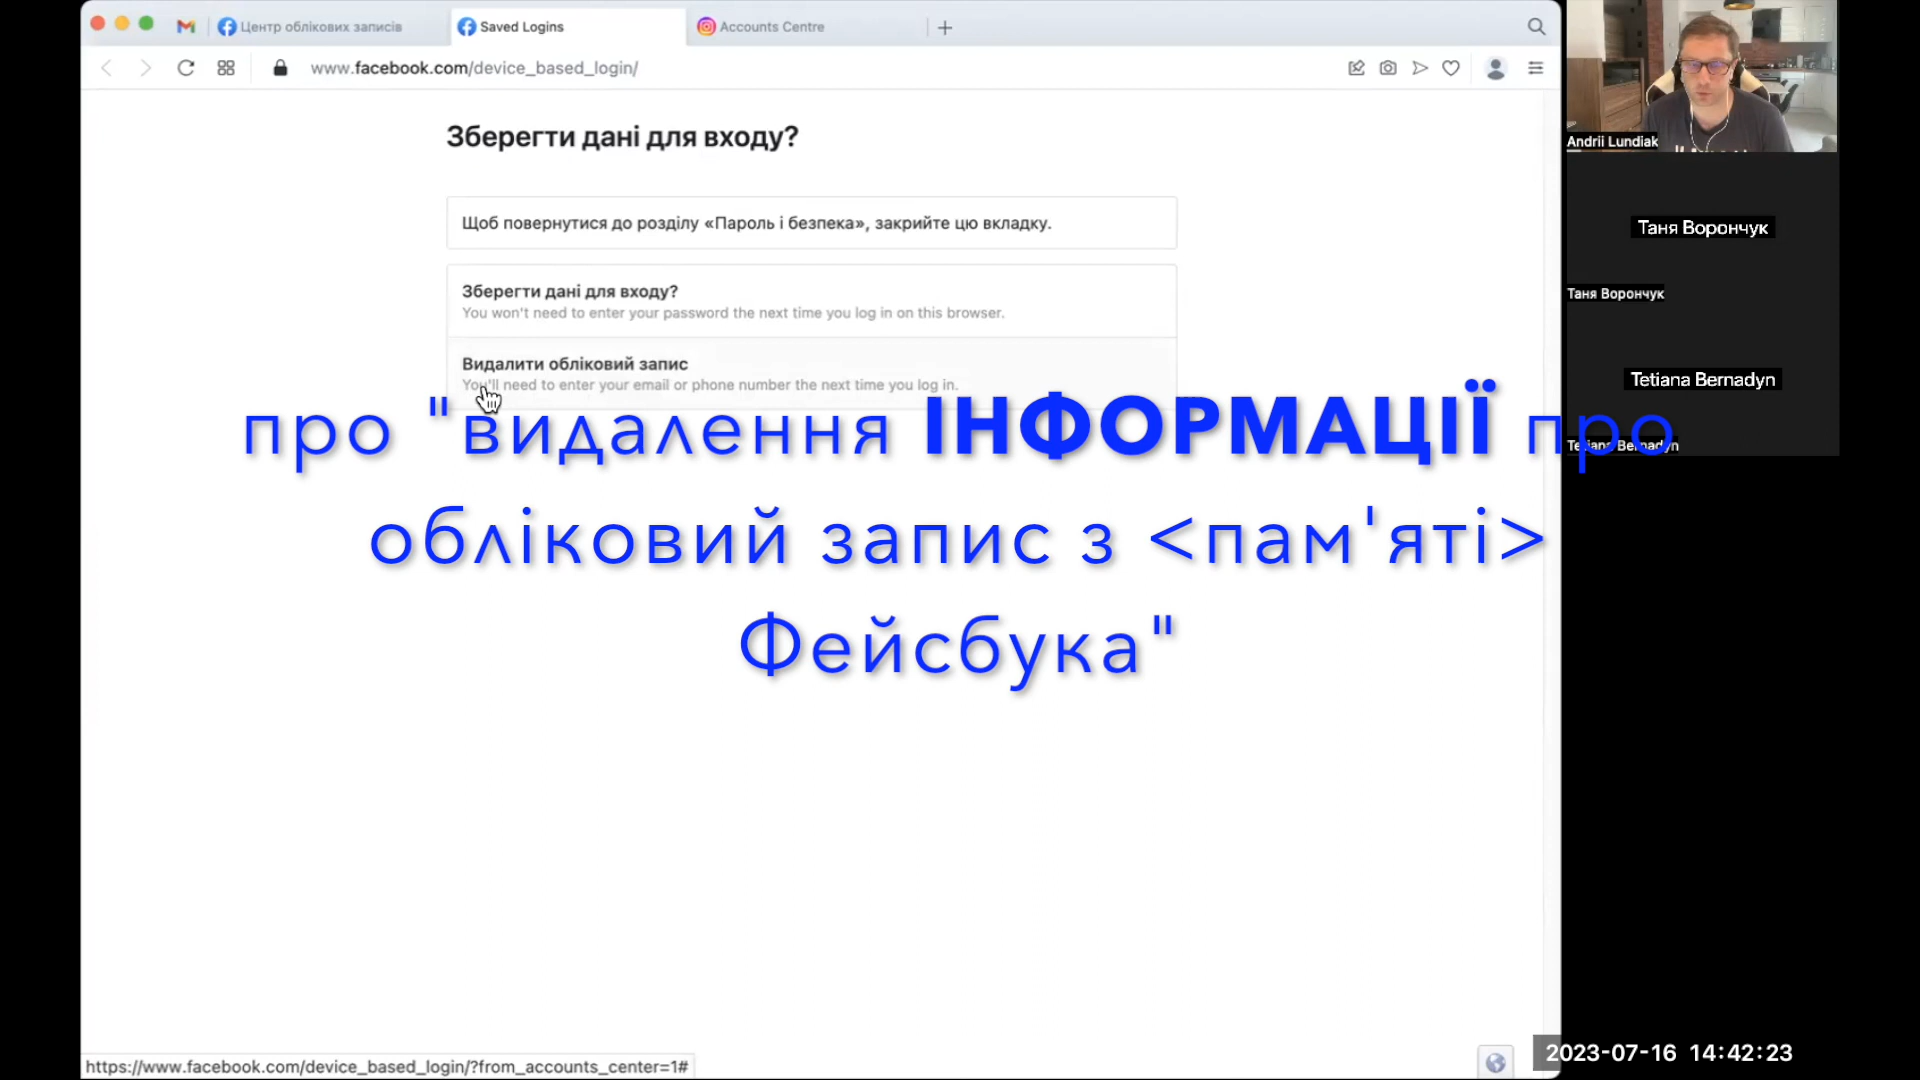 Центр облікових записів
Saved Logins
Accounts Centre
www.facebook.com/device_based_login/
Зберегти дані для входу?
Щоб повернутися до розділу «Пароль і безпека», закрийте цю вкладку.
Зберегти дані для входу?
You won't need to enter your password the next time you log in on this browser.
Видалити обліковий запис
You'll need to enter your email or phone number the next time you log in.
про "видалення ІНФОРМАЦІЇ про
обліковий запис з <пам'яті>
Фейсбука"
Andrii Lundiak
Таня Ворончук
Таня Ворончук
Tetiana Bernadyn
Tetiana Bernadyn
https://www.facebook.com/device_based_login/?from_accounts_center=1#
2023-07-16 14:42:23